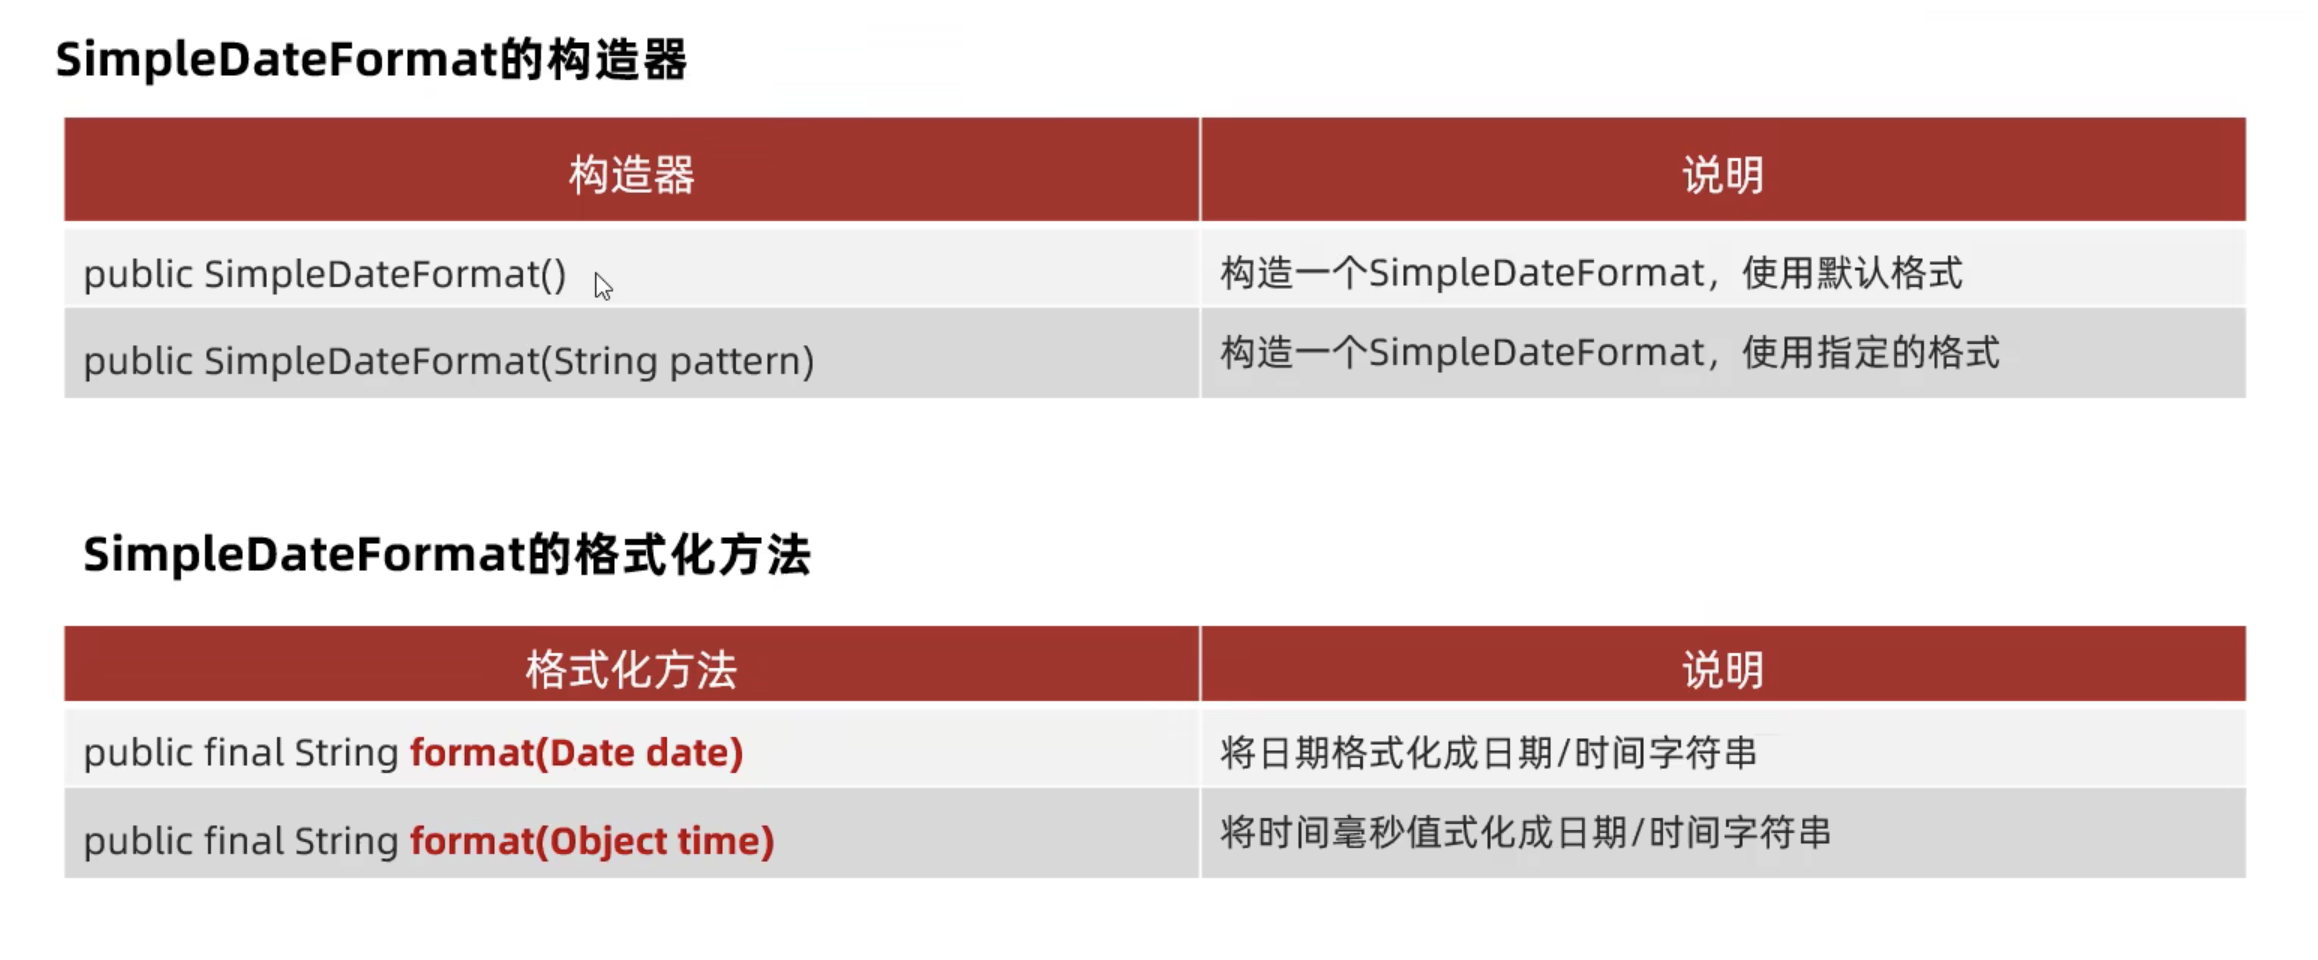 SimpleDateFormat的构造器
构造器 说明
public SimpleDateFormat() 构造一个SimpleDateFormat，使用默认格式
public SimpleDateFormat(String pattern) 构造一个SimpleDateFormat，使用指定的格式
SimpleDateFormat的格式化方法
格式化方法 说明
public final String format(Date date) 将日期格式化成日期/时间字符串
public final String format(Object time) 将时间毫秒值式化成日期/时间字符串